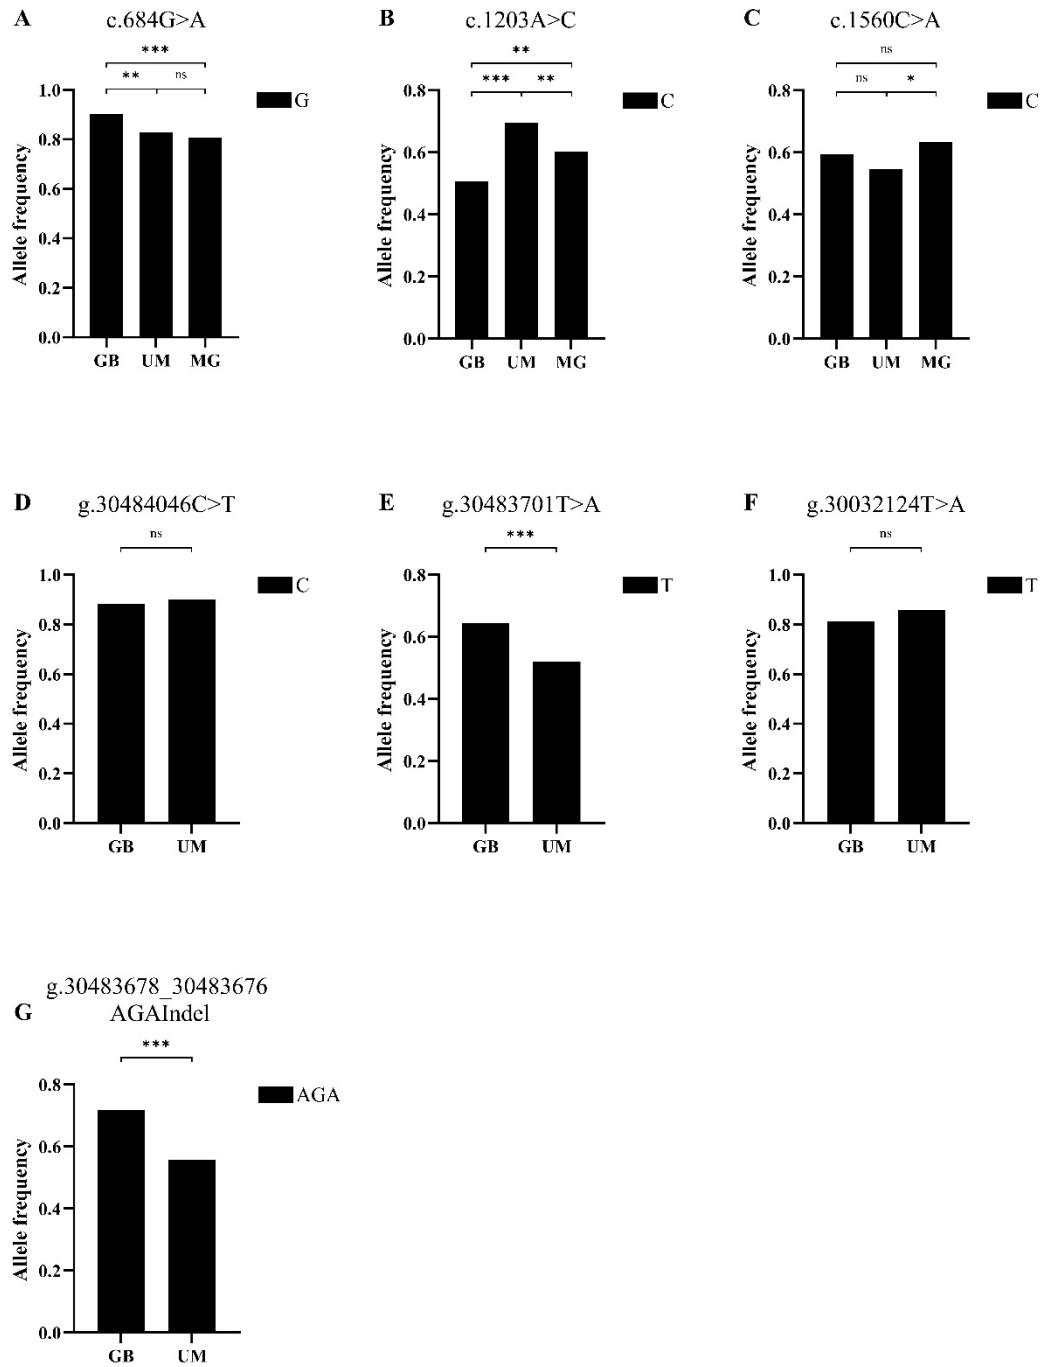 A c.684G>A
***
** ns
G
Allele frequency
1.0
0.8
0.6
0.4
0.2
0.0
GB UM MG
B c.1203A>C
**
*** **
C
Allele frequency
0.8
0.6
0.4
0.2
0.0
GB UM MG
C c.1560C>A
ns
ns *
C
Allele frequency
0.8
0.6
0.4
0.2
0.0
GB UM MG
D g.30484046C>T
ns
C
Allele frequency
1.0
0.8
0.6
0.4
0.2
0.0
GB UM
E g.30483701T>A
***
T
Allele frequency
0.8
0.6
0.4
0.2
0.0
GB UM
F g.30032124T>A
ns
T
Allele frequency
1.0
0.8
0.6
0.4
0.2
0.0
GB UM
g.30483678_30483676
G AGAIndel
***
AGA
Allele frequency
0.8
0.6
0.4
0.2
0.0
GB UM